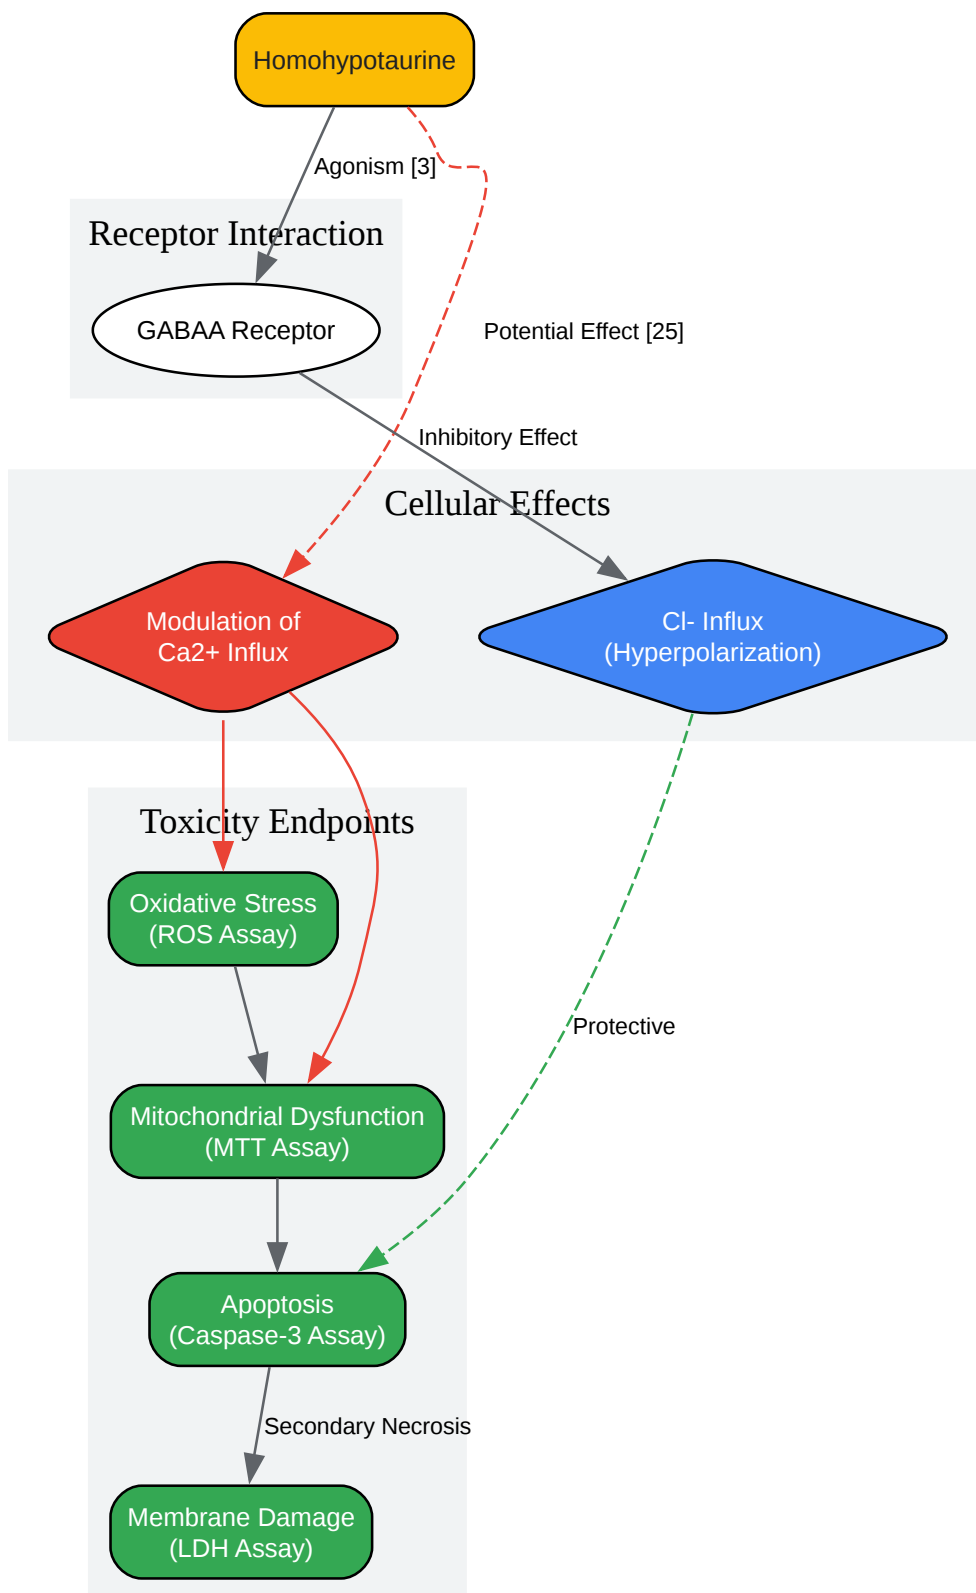 Homohypotaurine
Agonism [3]
Receptor Interaction
GABAA Receptor
Potential Effect [25]
Inhibitory Effect
Cellular Effects
Modulation of
Ca2+ Influx
Cl- Influx
(Hyperpolarization)
Toxicity Endpoints
Oxidative Stress
(ROS Assay)
Protective
Mitochondrial Dysfunction
(MTT Assay)
Apoptosis
(Caspase-3 Assay)
Secondary Necrosis
Membrane Damage
(LDH Assay)